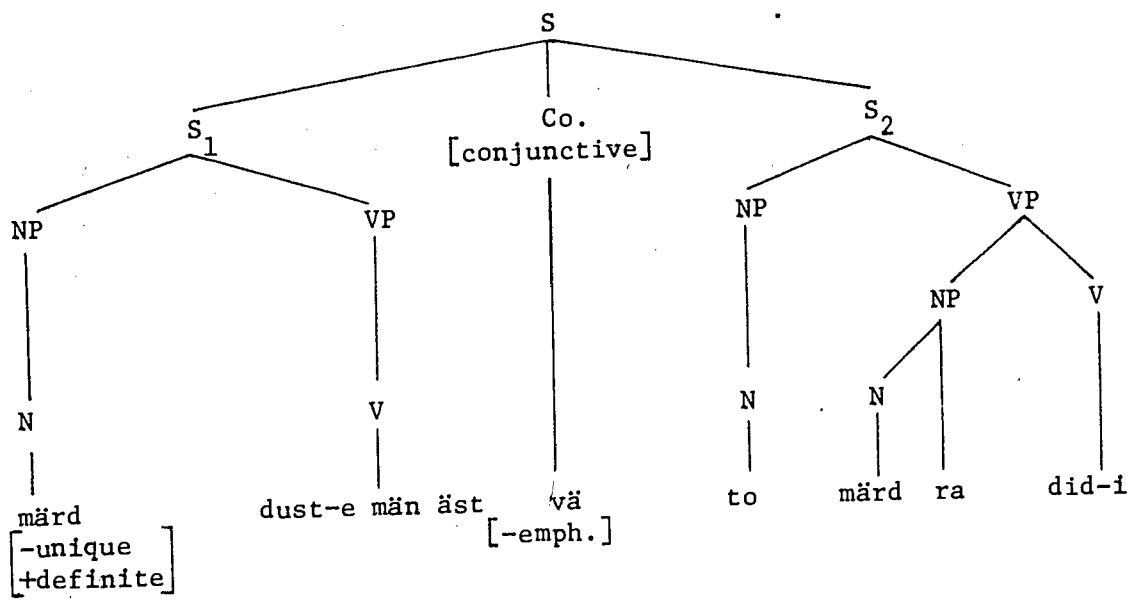 S
S₁ Co. S₂
[conjunctive]
NP VP NP VP
NP V
N V N N
märd dust-e män äst vä to märd ra did-i
[-unique [-emph.]
+definite]